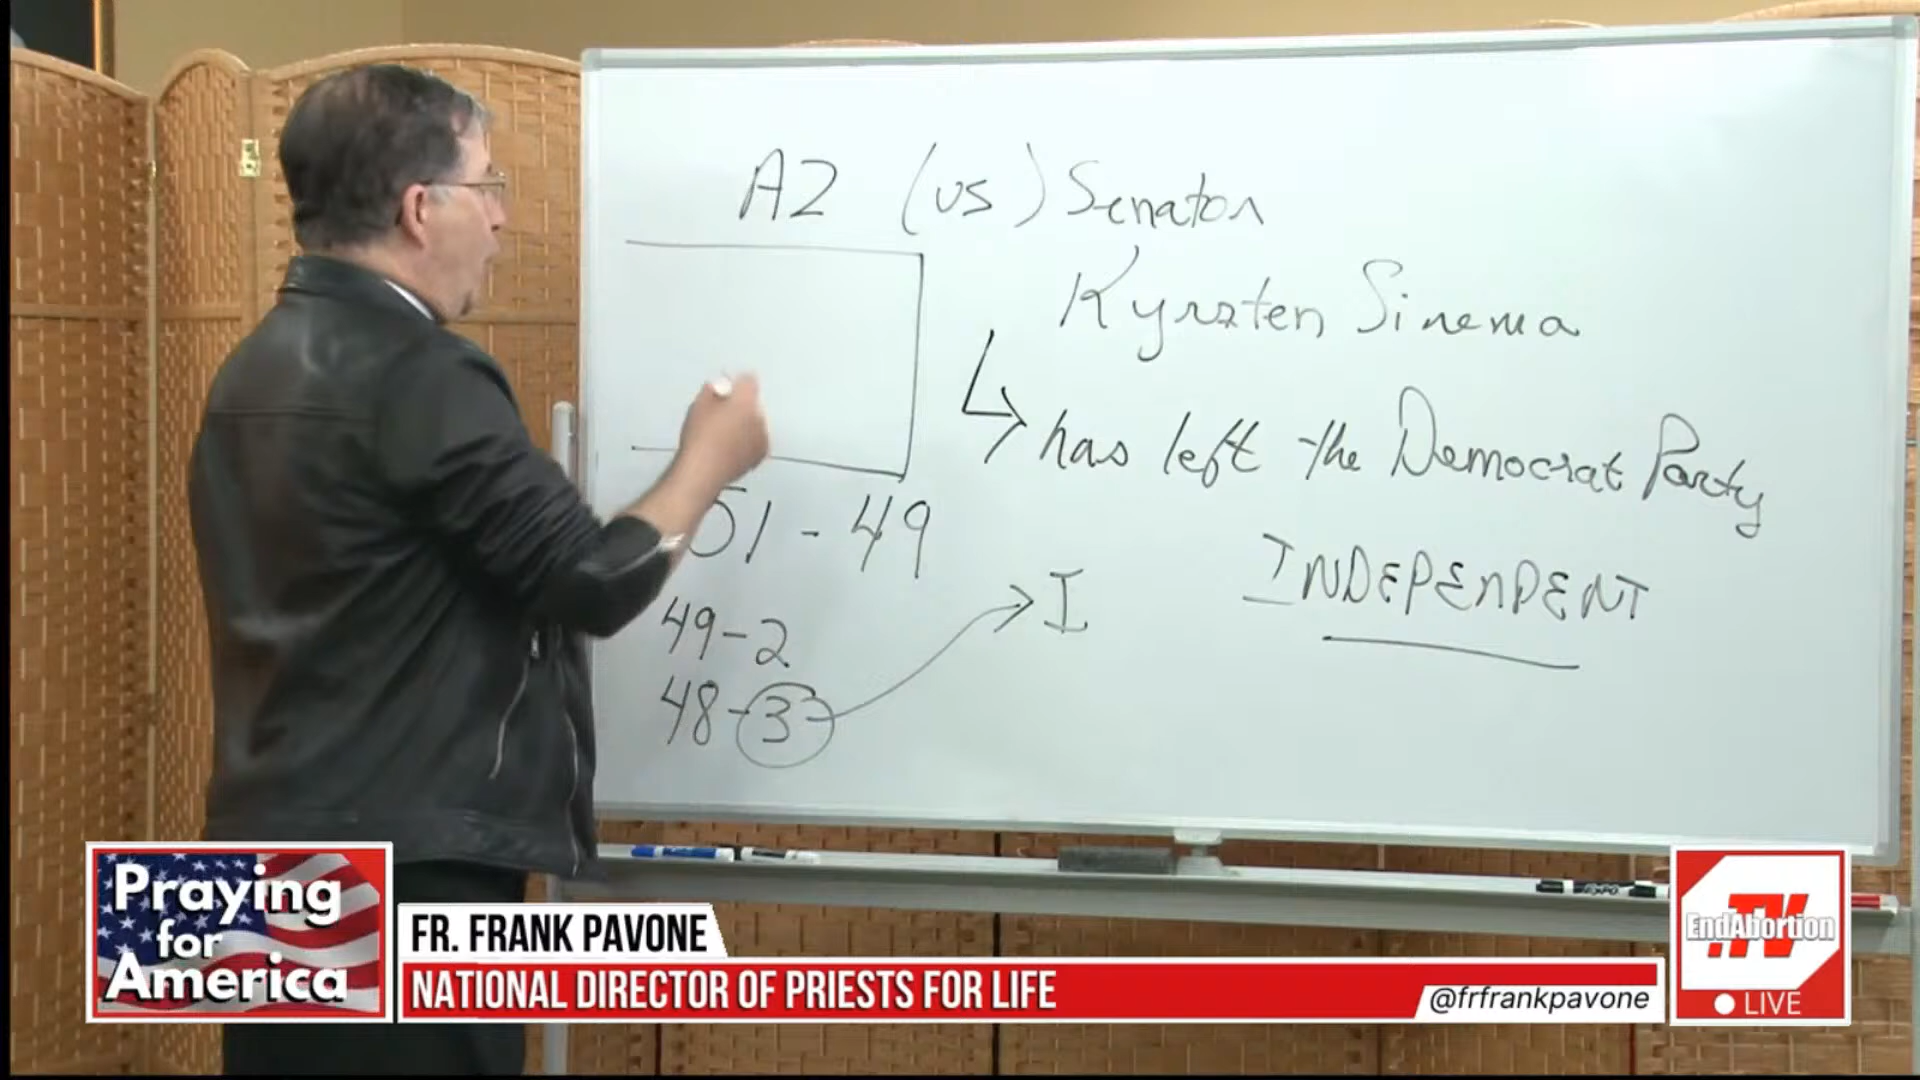 AZ (US) Senator
Kyrsten Sinema
↳ has left the Democrat Party
INDEPENDENT
51 - 49
49-2
48-3 → I
Praying
for
America
FR. FRANK PAVONE
NATIONAL DIRECTOR OF PRIESTS FOR LIFE
@frfrankpavone
EndAbortion
.TV
LIVE